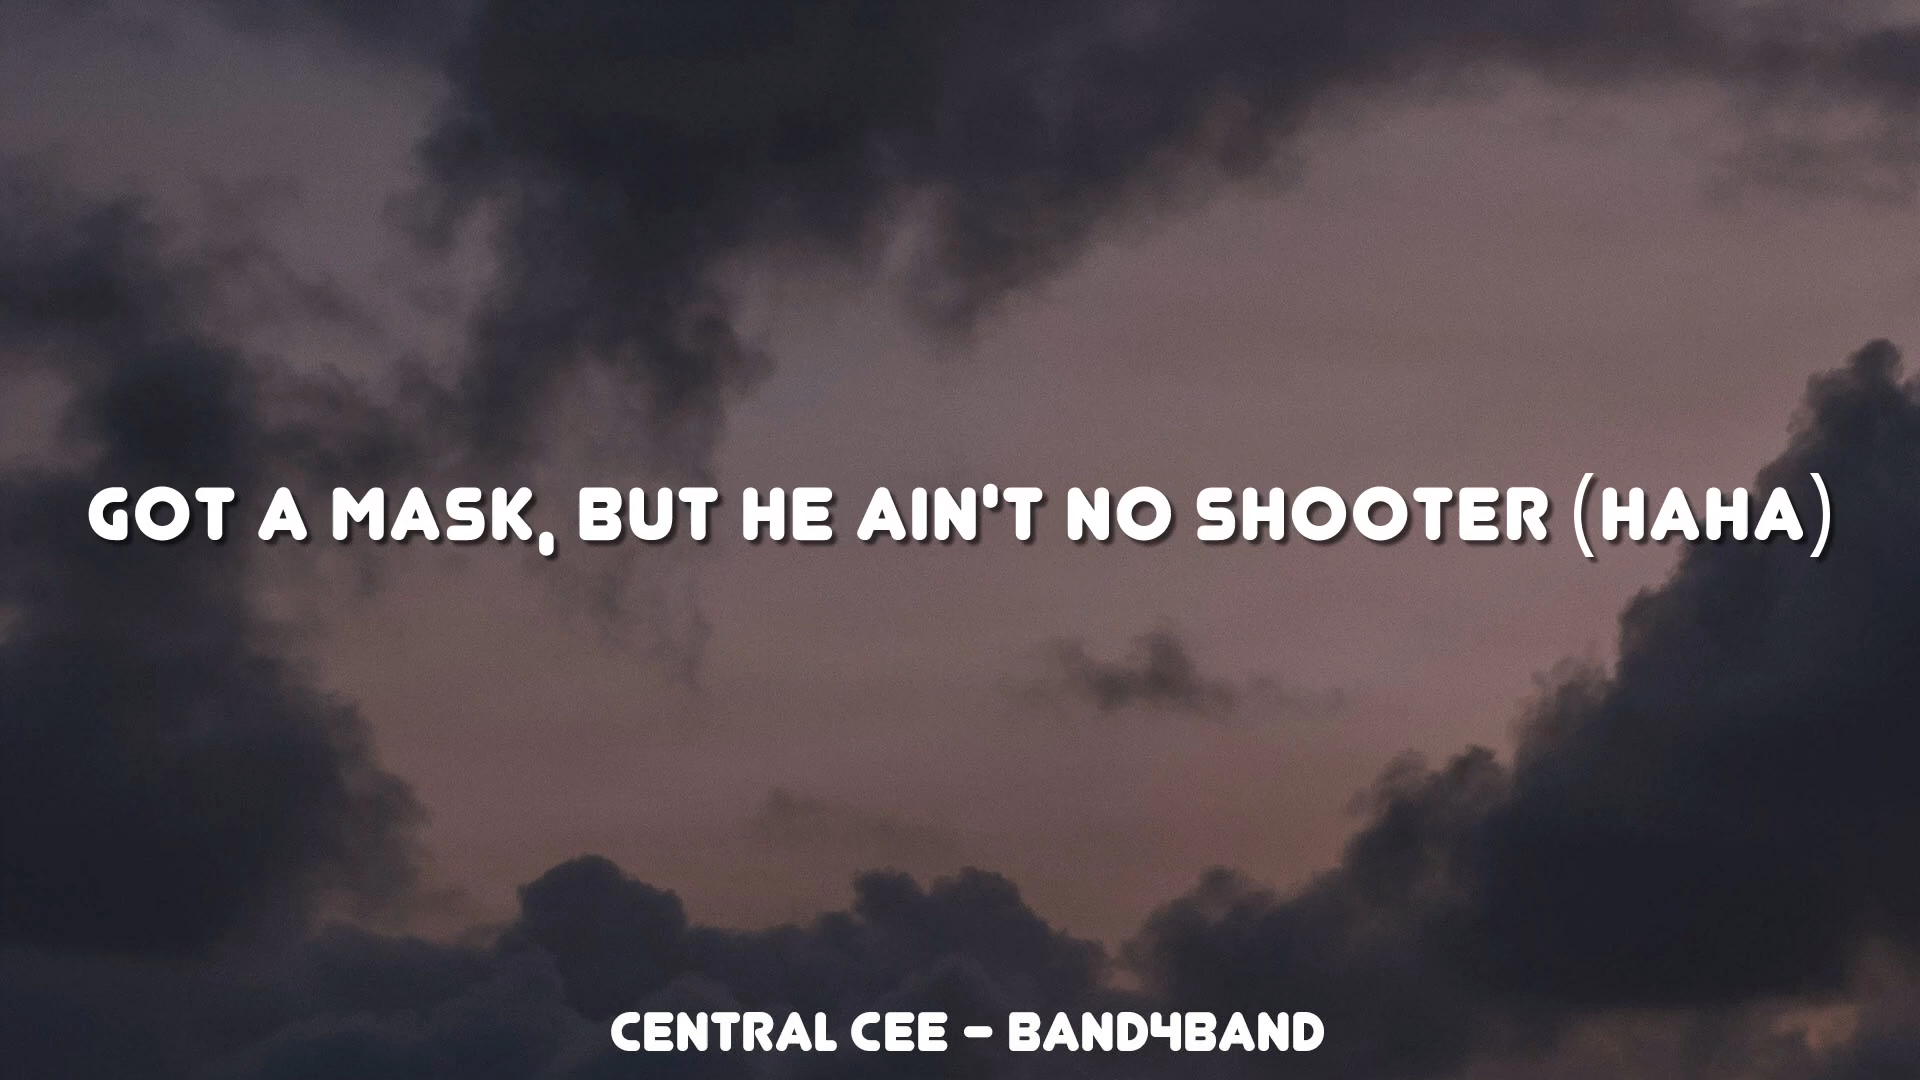 GOT A MASK, BUT HE AIN'T NO SHOOTER (HAHA)
CENTRAL CEE - BAND4BAND